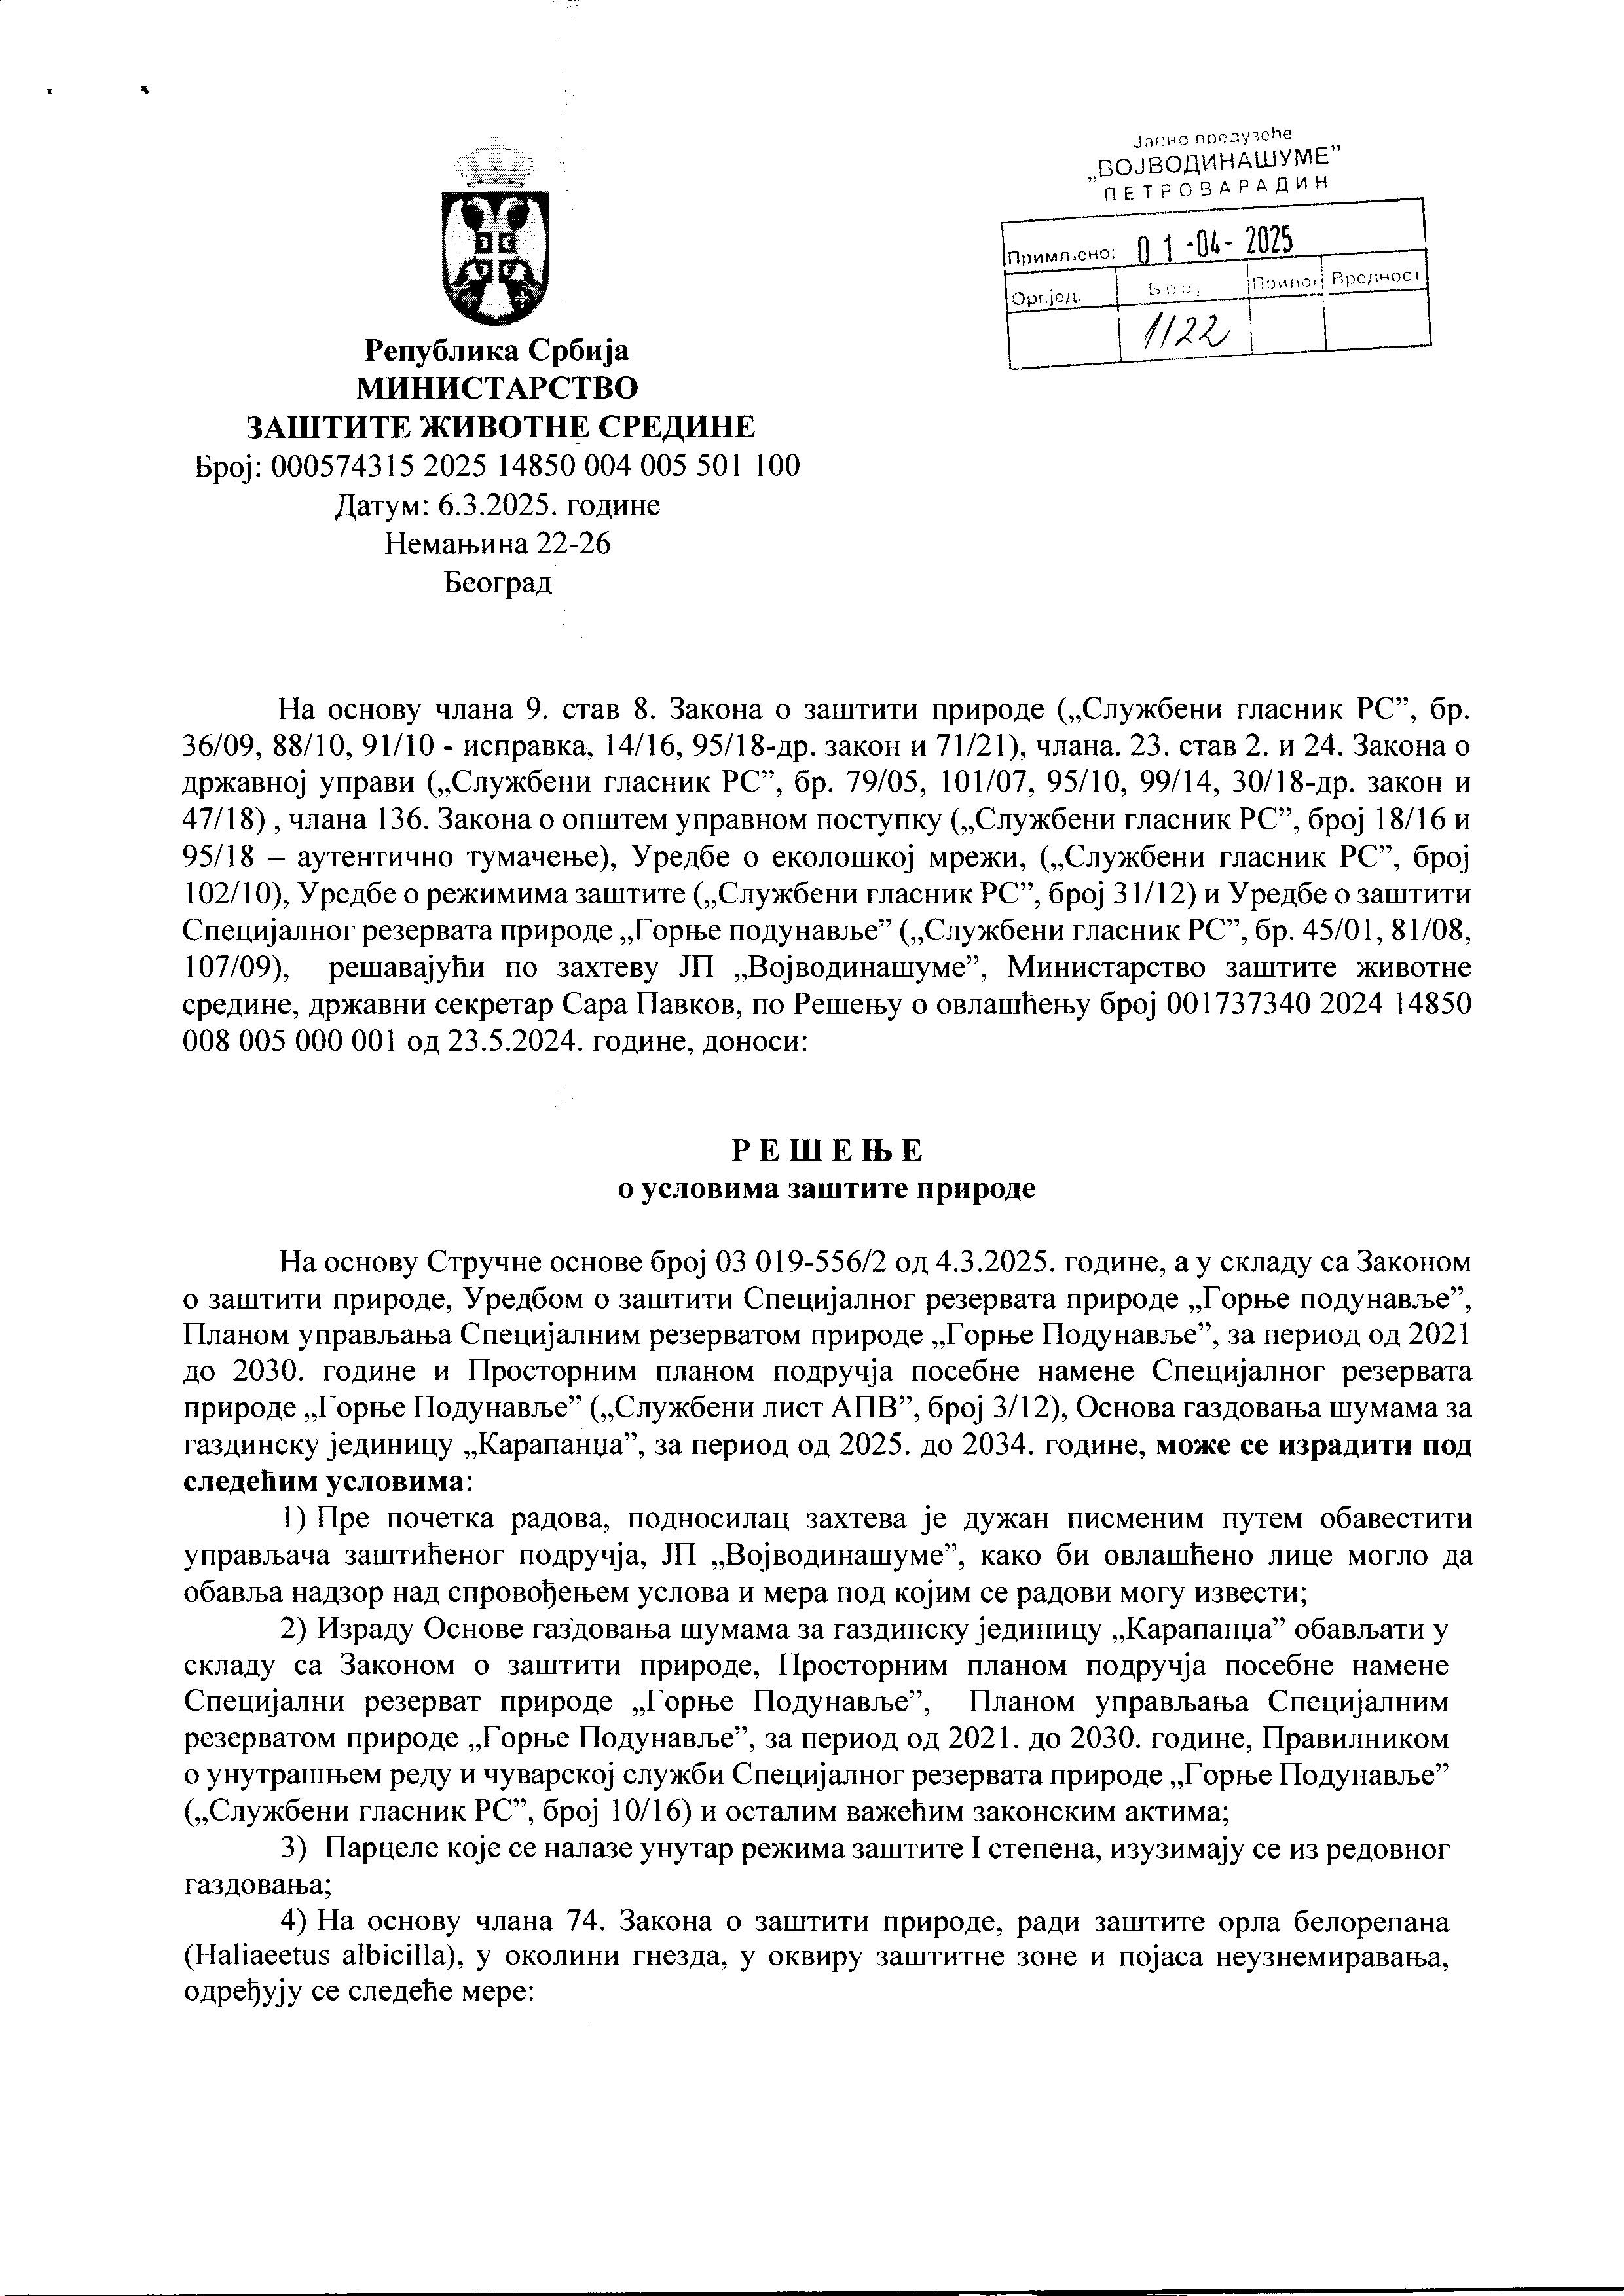 Јавно предузеће
„ВОЈВОДИНАШУМЕ”
ПЕТРОВАРАДИН
Примљено: 01-04-2025
Орг.јед. Број Прилог Вредност
1122
Република Србија
МИНИСТАРСТВО
ЗАШТИТЕ ЖИВОТНЕ СРЕДИНЕ
Број: 000574315 2025 14850 004 005 501 100
Датум: 6.3.2025. године
Немањина 22-26
Београд
На основу члана 9. став 8. Закона о заштити природе („Службени гласник РС”, бр.
36/09, 88/10, 91/10 - исправка, 14/16, 95/18-др. закон и 71/21), члана. 23. став 2. и 24. Закона о
државној управи („Службени гласник РС”, бр. 79/05, 101/07, 95/10, 99/14, 30/18-др. закон и
47/18) , члана 136. Закона о општем управном поступку („Службени гласник РС”, број 18/16 и
95/18 – аутентично тумачење), Уредбе о еколошкој мрежи, („Службени гласник РС”, број
102/10), Уредбе о режимима заштите („Службени гласник РС”, број 31/12) и Уредбе о заштити
Специјалног резервата природе „Горње подунавље” („Службени гласник РС”, бр. 45/01, 81/08,
107/09), решавајући по захтеву ЈП „Војводинашуме”, Министарство заштите животне
средине, државни секретар Сара Павков, по Решењу о овлашћењу број 001737340 2024 14850
008 005 000 001 од 23.5.2024. године, доноси:
Р Е Ш Е Њ Е
о условима заштите природе
На основу Стручне основе број 03 019-556/2 од 4.3.2025. године, а у складу са Законом
о заштити природе, Уредбом о заштити Специјалног резервата природе „Горње подунавље”,
Планом управљања Специјалним резерватом природе „Горње Подунавље”, за период од 2021
до 2030. године и Просторним планом подручја посебне намене Специјалног резервата
природе „Горње Подунавље” („Службени лист АПВ”, број 3/12), Основа газдовања шумама за
газдинску јединицу „Карапанџа”, за период од 2025. до 2034. године, може се израдити под
следећим условима:
1) Пре почетка радова, подносилац захтева је дужан писменим путем обавестити
управљача заштићеног подручја, ЈП „Војводинашуме”, како би овлашћено лице могло да
обавља надзор над спровођењем услова и мера под којим се радови могу извести;
2) Израду Основе газдовања шумама за газдинску јединицу „Карапанџа” обављати у
складу са Законом о заштити природе, Просторним планом подручја посебне намене
Специјални резерват природе „Горње Подунавље”, Планом управљања Специјалним
резерватом природе „Горње Подунавље”, за период од 2021. до 2030. године, Правилником
о унутрашњем реду и чуварској служби Специјалног резервата природе „Горње Подунавље”
(„Службени гласник РС”, број 10/16) и осталим важећим законским актима;
3) Парцеле које се налазе унутар режима заштите I степена, изузимају се из редовног
газдовања;
4) На основу члана 74. Закона о заштити природе, ради заштите орла белорепана
(Haliaeetus albicilla), у околини гнезда, у оквиру заштитне зоне и појаса неузнемиравања,
одређују се следеће мере: